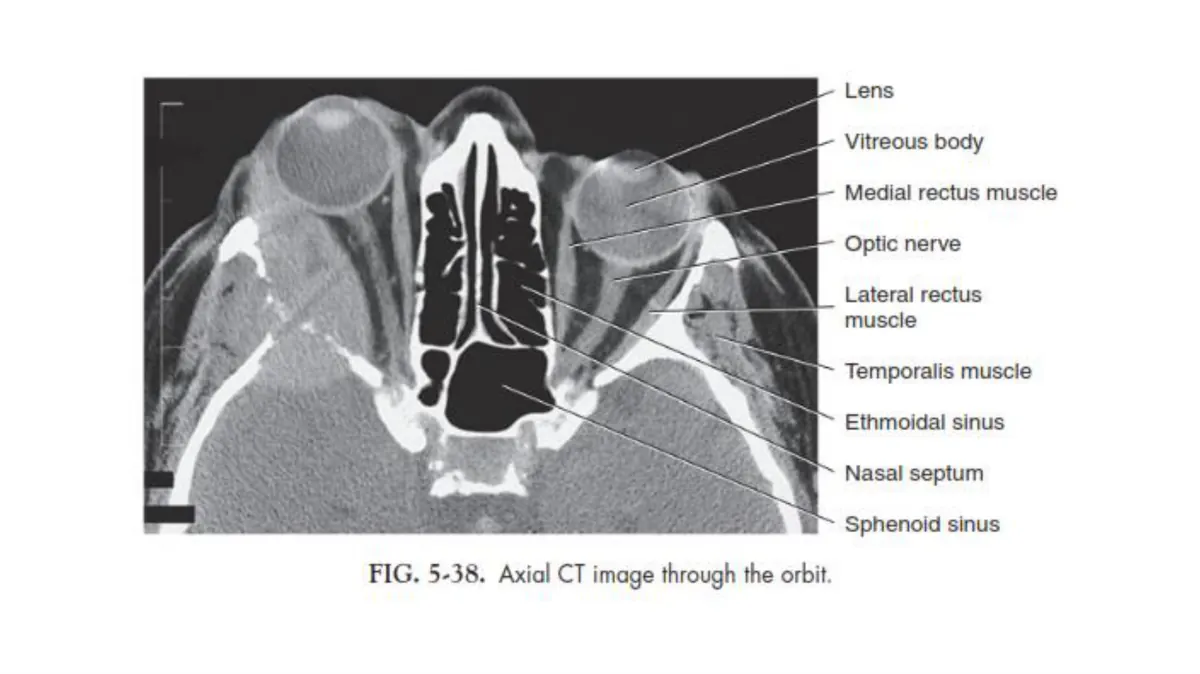 Lens
Vitreous body
Medial rectus muscle
Optic nerve
Lateral rectus
muscle
Temporalis muscle
Ethmoidal sinus
Nasal septum
Sphenoid sinus
FIG. 5-38. Axial CT image through the orbit.